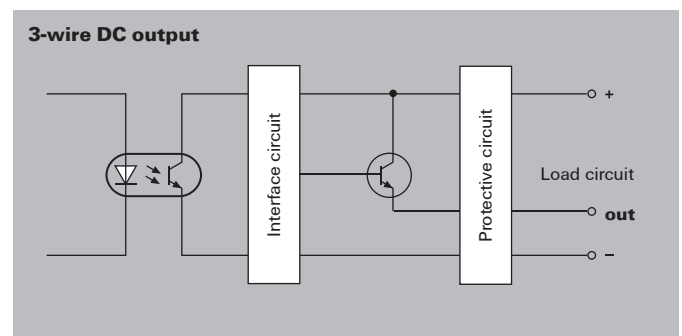 3-wire DC output
Interface circuit
Protective circuit
+
Load circuit
out
−